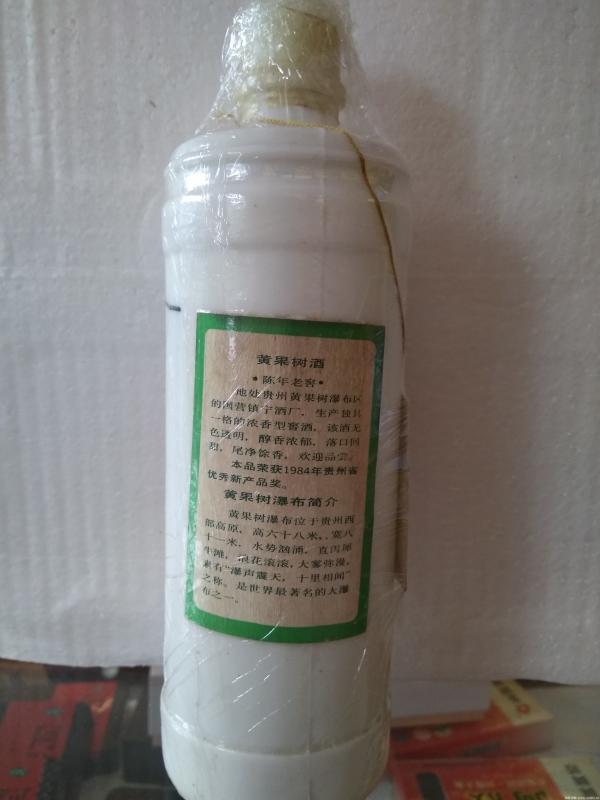 黄果树酒
•陈年老窖•
地处贵州黄果树瀑布区
的国营镇宁酒厂，生产独具
一格的浓香型窖酒，该酒无
色透明，醇香浓郁，落口回
甜，尾净馀香，欢迎品尝。
本品荣获1984年贵州省
优秀新产品奖。
黄果树瀑布简介
黄果树瀑布位于贵州西
部高原，高六十八米，宽八
十一米，水势汹涌，直泻犀
牛滩，浪花滚滚，大雾弥漫，
素有“瀑声震天，十里相闻”
之称。是世界最著名的大瀑
布之一。